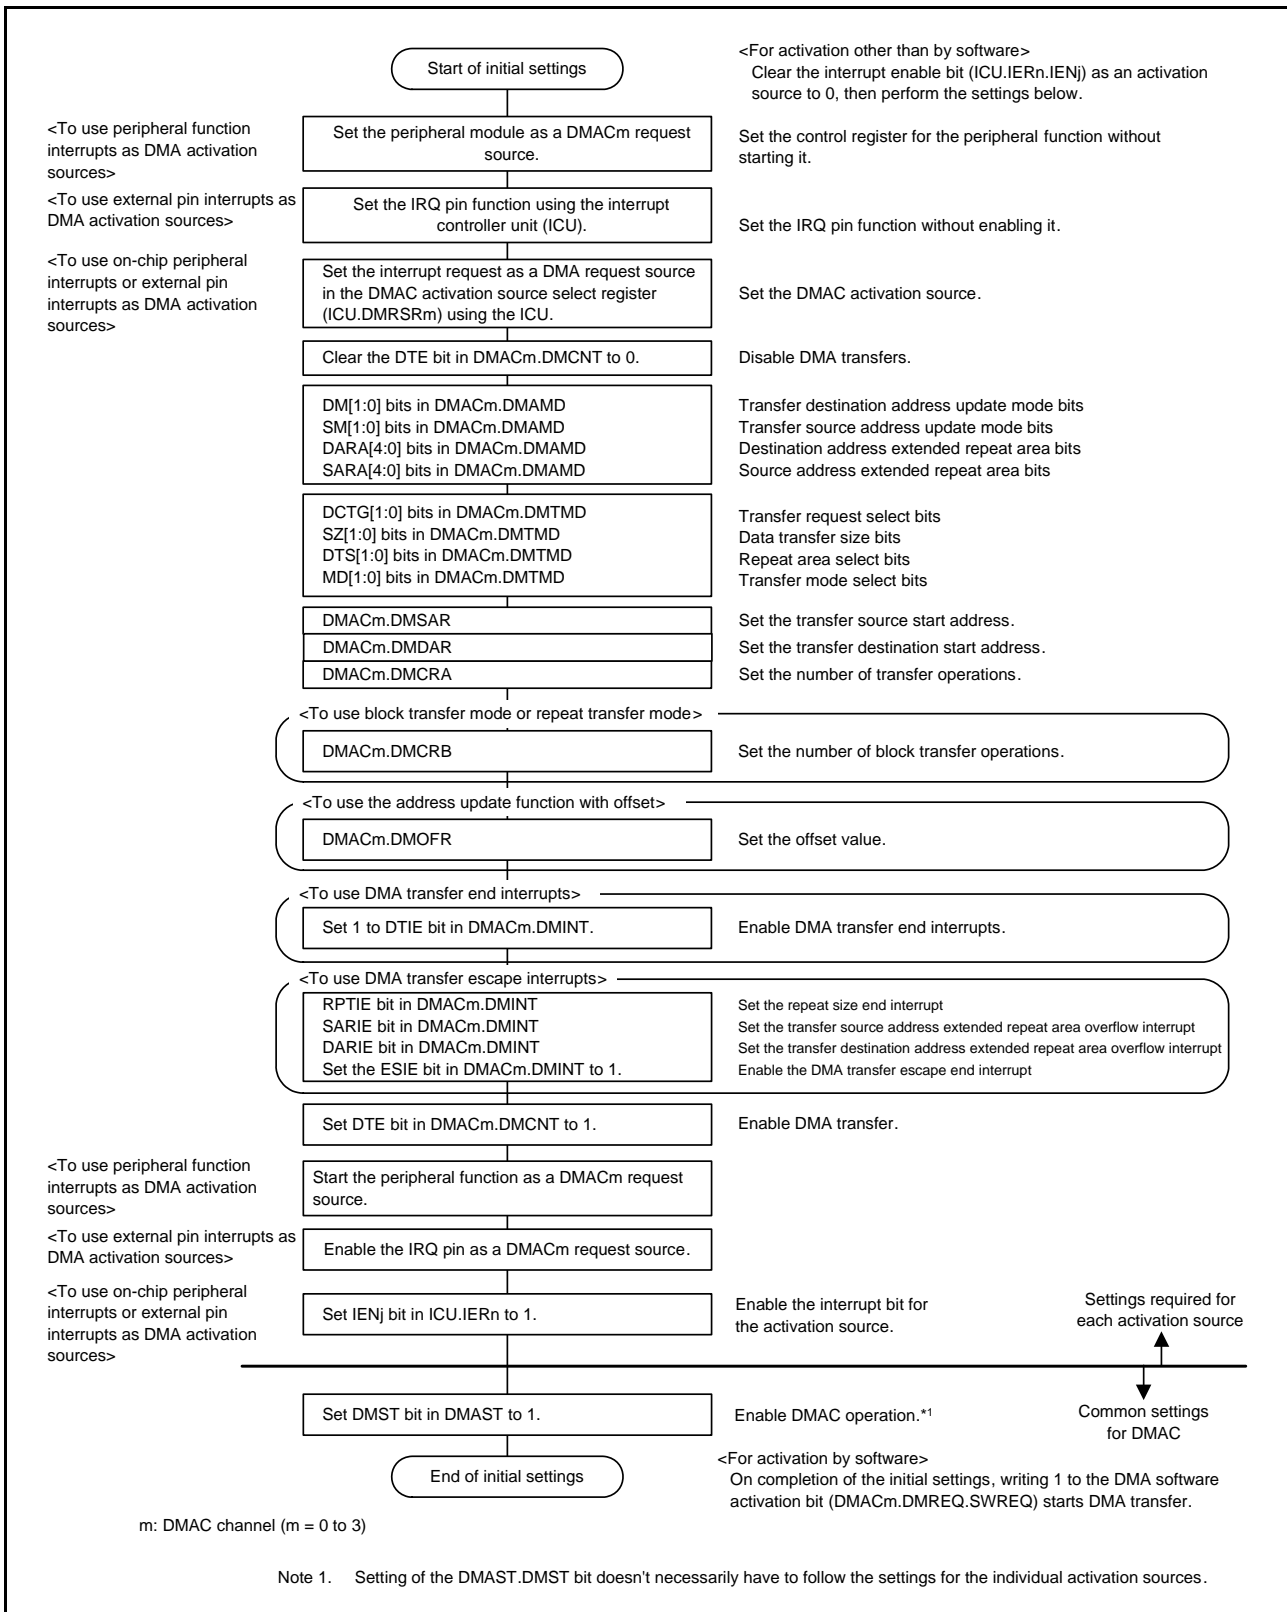 Start of initial settings
<For activation other than by software>
Clear the interrupt enable bit (ICU.IERn.IENj) as an activation
source to 0, then perform the settings below.
<To use peripheral function
interrupts as DMA activation
sources>
Set the peripheral module as a DMACm request
source.
Set the control register for the peripheral function without
starting it.
<To use external pin interrupts as
DMA activation sources>
Set the IRQ pin function using the interrupt
controller unit (ICU).
Set the IRQ pin function without enabling it.
<To use on-chip peripheral
interrupts or external pin
interrupts as DMA activation
sources>
Set the interrupt request as a DMA request source
in the DMAC activation source select register
(ICU.DMRSRm) using the ICU.
Set the DMAC activation source.
Clear the DTE bit in DMACm.DMCNT to 0.
Disable DMA transfers.
DM[1:0] bits in DMACm.DMAMD
Transfer destination address update mode bits
SM[1:0] bits in DMACm.DMAMD
Transfer source address update mode bits
DARA[4:0] bits in DMACm.DMAMD
Destination address extended repeat area bits
SARA[4:0] bits in DMACm.DMAMD
Source address extended repeat area bits
DCTG[1:0] bits in DMACm.DMTMD
Transfer request select bits
SZ[1:0] bits in DMACm.DMTMD
Data transfer size bits
DTS[1:0] bits in DMACm.DMTMD
Repeat area select bits
MD[1:0] bits in DMACm.DMTMD
Transfer mode select bits
DMACm.DMSAR
Set the transfer source start address.
DMACm.DMDAR
Set the transfer destination start address.
DMACm.DMCRA
Set the number of transfer operations.
<To use block transfer mode or repeat transfer mode>
DMACm.DMCRB
Set the number of block transfer operations.
<To use the address update function with offset>
DMACm.DMOFR
Set the offset value.
<To use DMA transfer end interrupts>
Set 1 to DTIE bit in DMACm.DMINT.
Enable DMA transfer end interrupts.
<To use DMA transfer escape interrupts>
RPTIE bit in DMACm.DMINT
Set the repeat size end interrupt
SARIE bit in DMACm.DMINT
Set the transfer source address extended repeat area overflow interrupt
DARIE bit in DMACm.DMINT
Set the transfer destination address extended repeat area overflow interrupt
Set the ESIE bit in DMACm.DMINT to 1.
Enable the DMA transfer escape end interrupt
Set DTE bit in DMACm.DMCNT to 1.
Enable DMA transfer.
<To use peripheral function
interrupts as DMA activation
sources>
Start the peripheral function as a DMACm request
source.
<To use external pin interrupts as
DMA activation sources>
Enable the IRQ pin as a DMACm request source.
<To use on-chip peripheral
interrupts or external pin
interrupts as DMA activation
sources>
Set IENj bit in ICU.IERn to 1.
Enable the interrupt bit for
the activation source.
Settings required for
each activation source
Set DMST bit in DMAST to 1.
Enable DMAC operation.*1
Common settings
for DMAC
End of initial settings
<For activation by software>
On completion of the initial settings, writing 1 to the DMA software
activation bit (DMACm.DMREQ.SWREQ) starts DMA transfer.
m: DMAC channel (m = 0 to 3)
Note 1. Setting of the DMAST.DMST bit doesn't necessarily have to follow the settings for the individual activation sources.